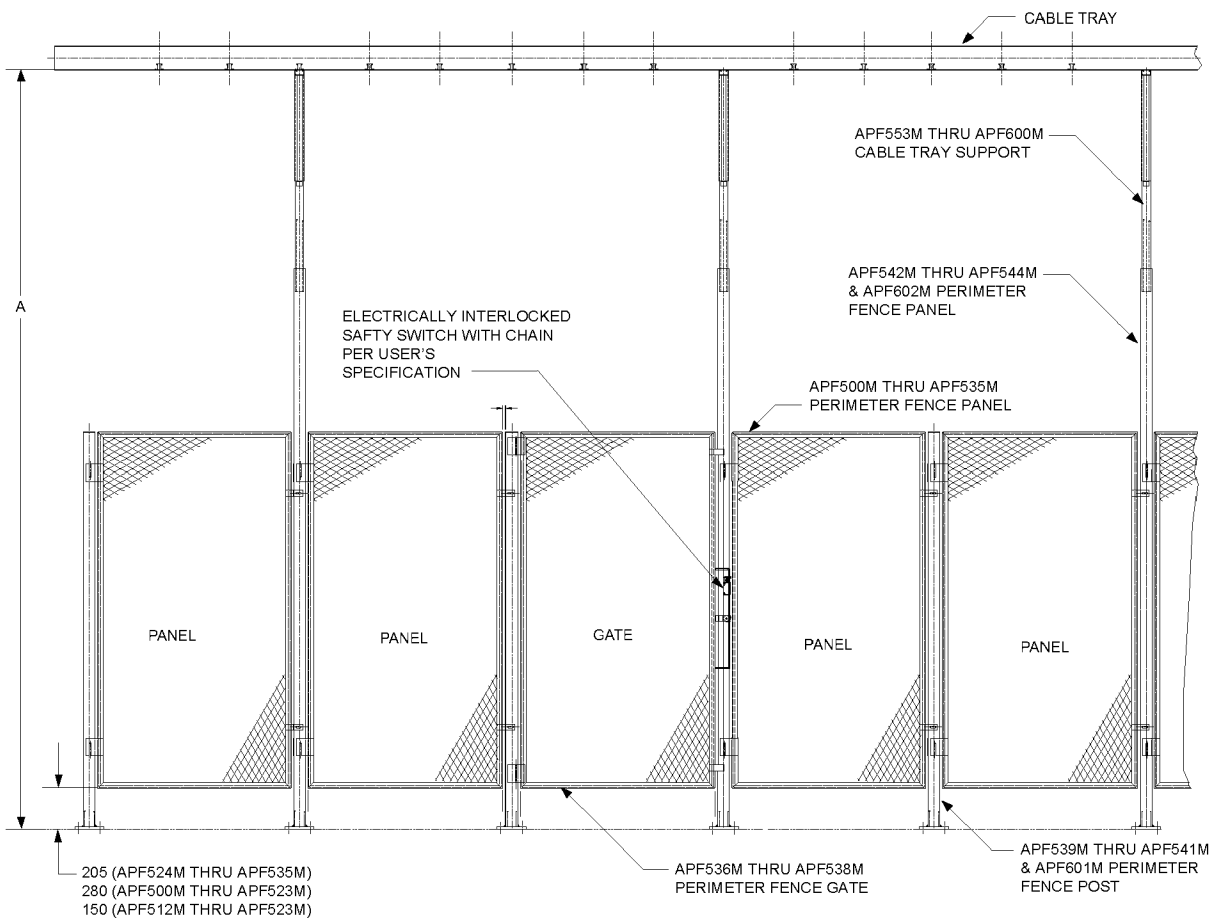 CABLE TRAY
APF553M THRU APF600M
CABLE TRAY SUPPORT
APF542M THRU APF544M
& APF602M PERIMETER
FENCE PANEL
A
ELECTRICALLY INTERLOCKED
SAFTY SWITCH WITH CHAIN
PER USER'S
SPECIFICATION
APF500M THRU APF535M
PERIMETER FENCE PANEL
PANEL
PANEL
GATE
PANEL
PANEL
205 (APF524M THRU APF535M)
280 (APF500M THRU APF523M)
150 (APF512M THRU APF523M)
APF536M THRU APF538M
PERIMETER FENCE GATE
APF539M THRU APF541M
& APF601M PERIMETER
FENCE POST